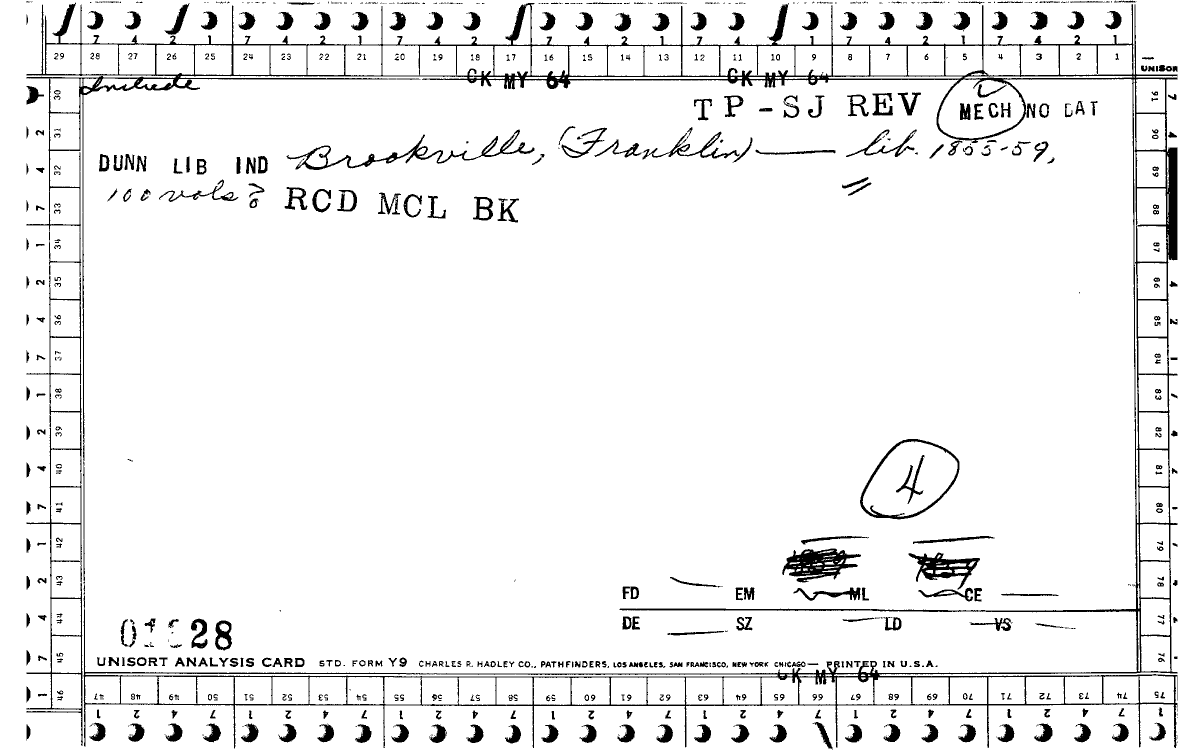 7 4 2 1 7 4 2 1 7 4 2 1 7 4 2 1 7 4 2 1 7 4 2 1 7 4 2 1
29 28 27 26 25 24 23 22 21 20 19 18 17 16 15 14 13 12 11 10 9 8 7 6 5 4 3 2 1
CK MY 64 CK MY 64 UNISOR
Include
TP-SJ REV MECH NO DAT
DUNN LIB IND Brookville, (Franklin) — lib. 1855-59,
100 vols RCD MCL BK
30 31 32 33 34 35 36 37 38 39 40 41 42 43 44 45 46
91 90 89 88 87 86 85 84 83 82 81 80 79 78 77 76 75
4
FD EM ML CE
DE SZ LD VS
28
UNISORT ANALYSIS CARD STD. FORM Y9 CHARLES R. HADLEY CO., PATHFINDERS, LOS ANGELES, SAN FRANCISCO, NEW YORK CHICAGO — PRINTED IN U.S.A.
CK MY 64
47 48 49 50 51 52 53 54 55 56 57 58 59 60 61 62 63 64 65 66 67 68 69 70 71 72 73 74 75
1 2 4 7 1 2 4 7 1 2 4 7 1 2 4 7 1 2 4 7 1 2 4 7 1 2 4 7 1